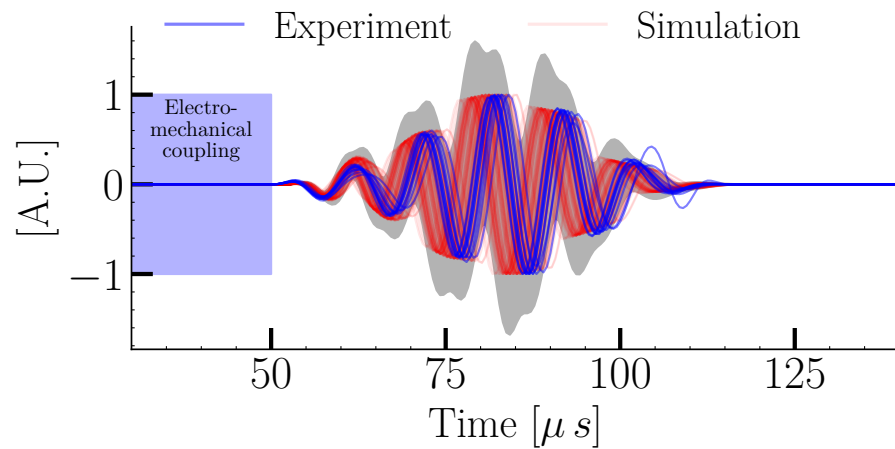 Experiment
Simulation
Electro-
mechanical
coupling
[A.U.]
1
0
−1
50
75
100
125
Time [μ s]